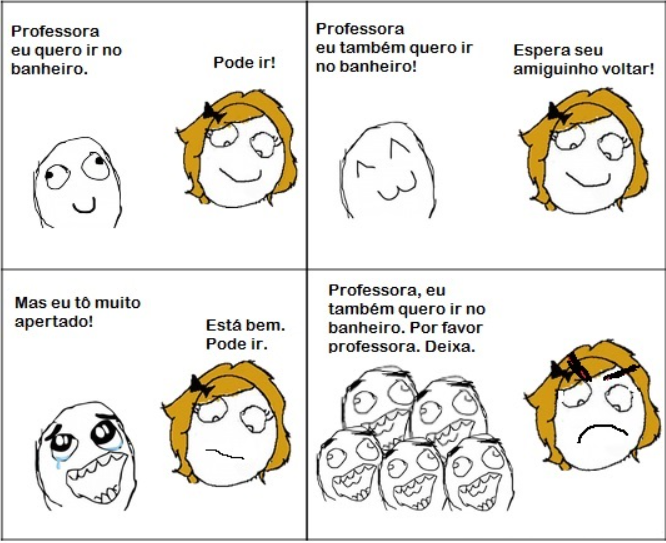 Professora
eu quero ir no
banheiro.
Pode ir!
Professora
eu também quero ir
no banheiro!
Espera seu
amiguinho voltar!
Mas eu tô muito
apertado!
Está bem.
Pode ir.
Professora, eu
também quero ir no
banheiro. Por favor
professora. Deixa.